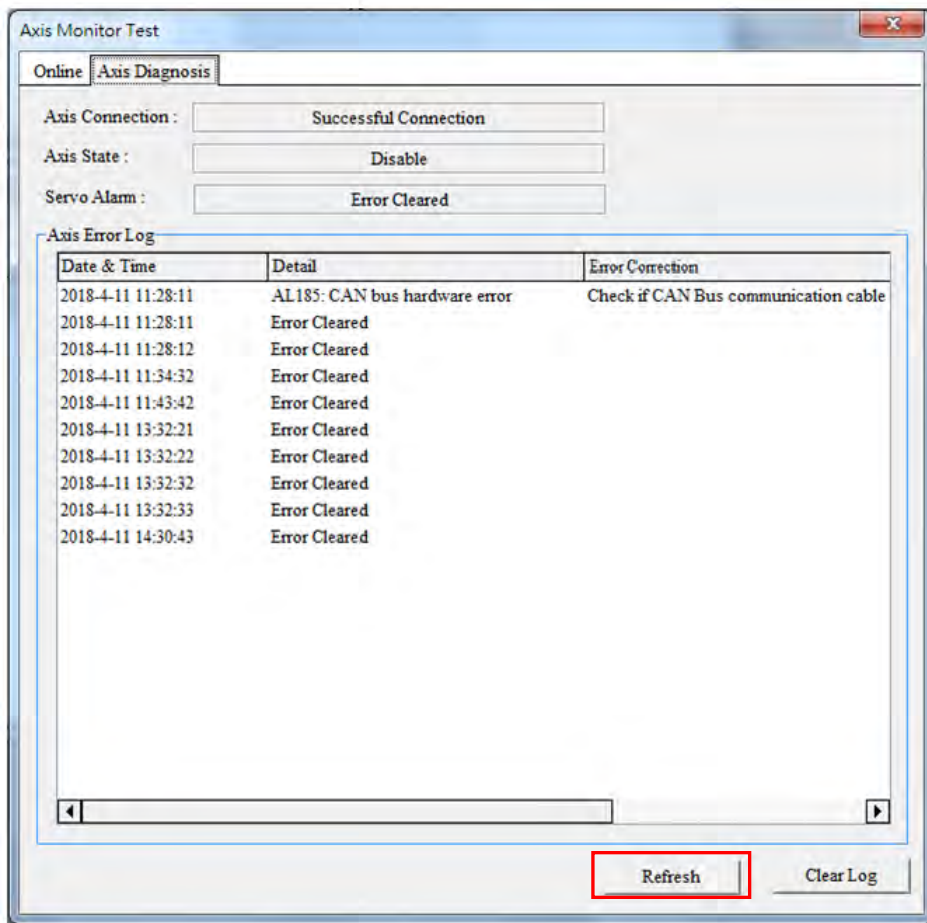 Axis Monitor Test
Online Axis Diagnosis
Axis Connection : Successful Connection
Axis State : Disable
Servo Alarm : Error Cleared
Axis Error Log
Date & Time Detail Error Correction
2018-4-11 11:28:11 AL185: CAN bus hardware error Check if CAN Bus communication cable
2018-4-11 11:28:11 Error Cleared
2018-4-11 11:28:12 Error Cleared
2018-4-11 11:34:32 Error Cleared
2018-4-11 11:43:42 Error Cleared
2018-4-11 13:32:21 Error Cleared
2018-4-11 13:32:22 Error Cleared
2018-4-11 13:32:32 Error Cleared
2018-4-11 13:32:33 Error Cleared
2018-4-11 14:30:43 Error Cleared
Refresh Clear Log